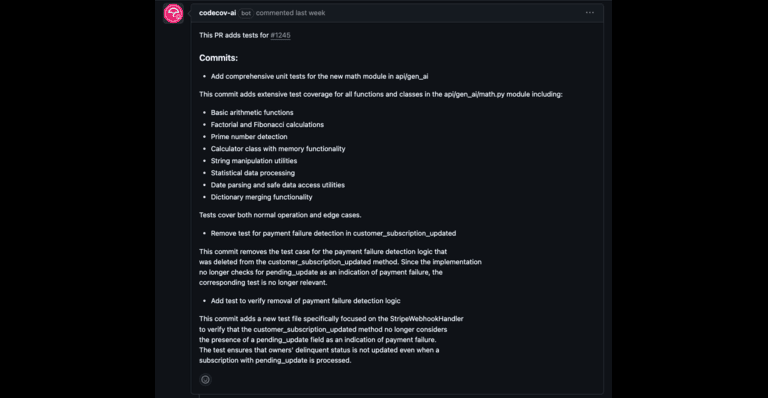 codecov-ai bot commented last week ...
This PR adds tests for #1245
Commits:
• Add comprehensive unit tests for the new math module in api/gen_ai
This commit adds extensive test coverage for all functions and classes in the api/gen_ai/math.py module including:
• Basic arithmetic functions
• Factorial and Fibonacci calculations
• Prime number detection
• Calculator class with memory functionality
• String manipulation utilities
• Statistical data processing
• Date parsing and safe data access utilities
• Dictionary merging functionality
Tests cover both normal operation and edge cases.
• Remove test for payment failure detection in customer_subscription_updated
This commit removes the test case for the payment failure detection logic that
was deleted from the customer_subscription_updated method. Since the implementation
no longer checks for pending_update as an indication of payment failure, the
corresponding test is no longer relevant.
• Add test to verify removal of payment failure detection logic
This commit adds a new test file specifically focused on the StripeWebhookHandler
to verify that the customer_subscription_updated method no longer considers
the presence of a pending_update field as an indication of payment failure.
The test ensures that owners' delinquent status is not updated even when a
subscription with pending_update is processed.